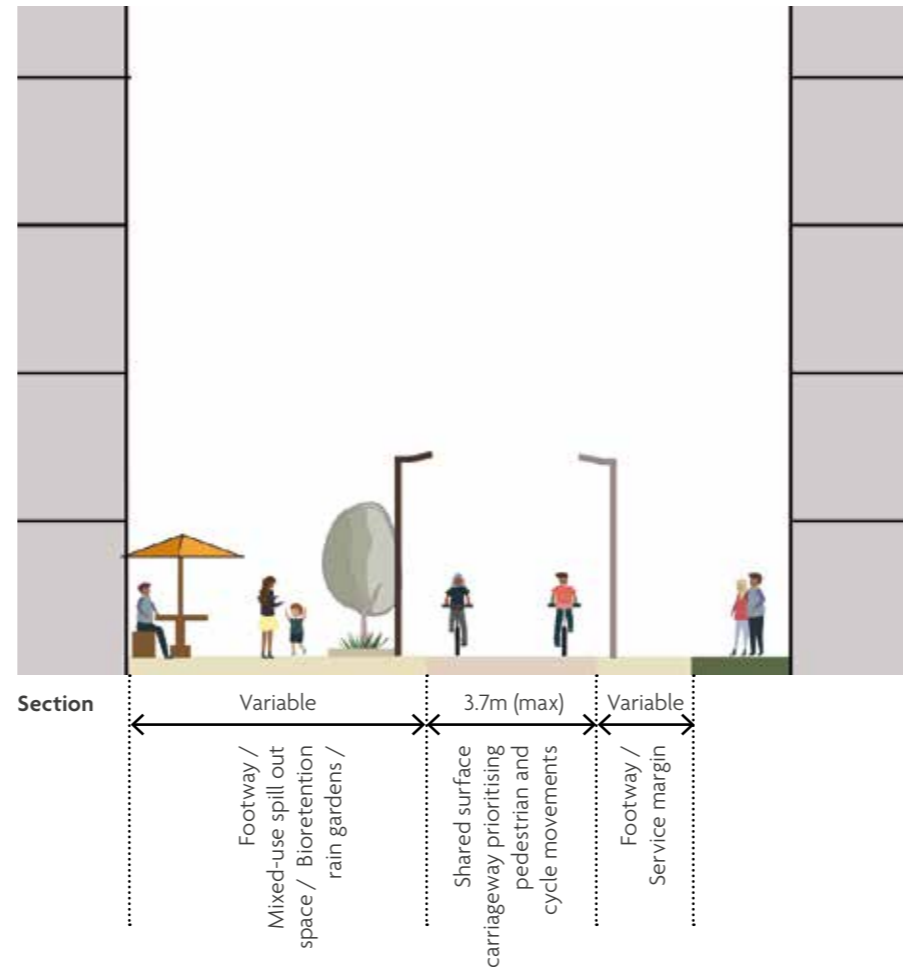 Section
Variable
3.7m (max)
Variable
Footway /
Mixed-use spill out
space / Bioretention
rain gardens /
Shared surface
carriageway prioritising
pedestrian and
cycle movements
Footway /
Service margin